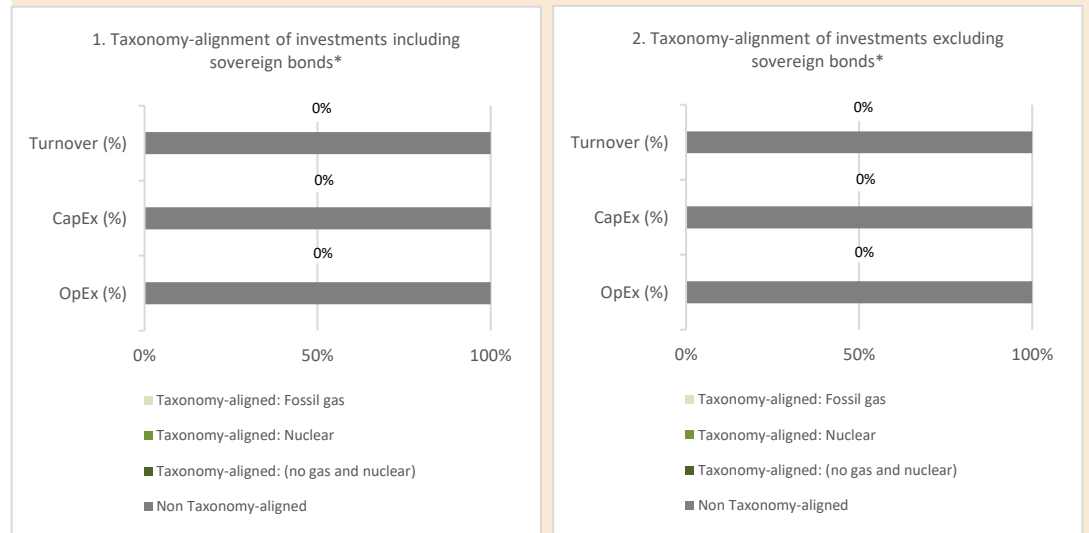 1. Taxonomy-alignment of investments including
sovereign bonds*
0%
Turnover (%)
0%
CapEx (%)
0%
OpEx (%)
0%
50%
100%
Taxonomy-aligned: Fossil gas
Taxonomy-aligned: Nuclear
Taxonomy-aligned: (no gas and nuclear)
Non Taxonomy-aligned
2. Taxonomy-alignment of investments excluding
sovereign bonds*
0%
Turnover (%)
0%
CapEx (%)
0%
OpEx (%)
0%
50%
100%
Taxonomy-aligned: Fossil gas
Taxonomy-aligned: Nuclear
Taxonomy-aligned: (no gas and nuclear)
Non Taxonomy-aligned